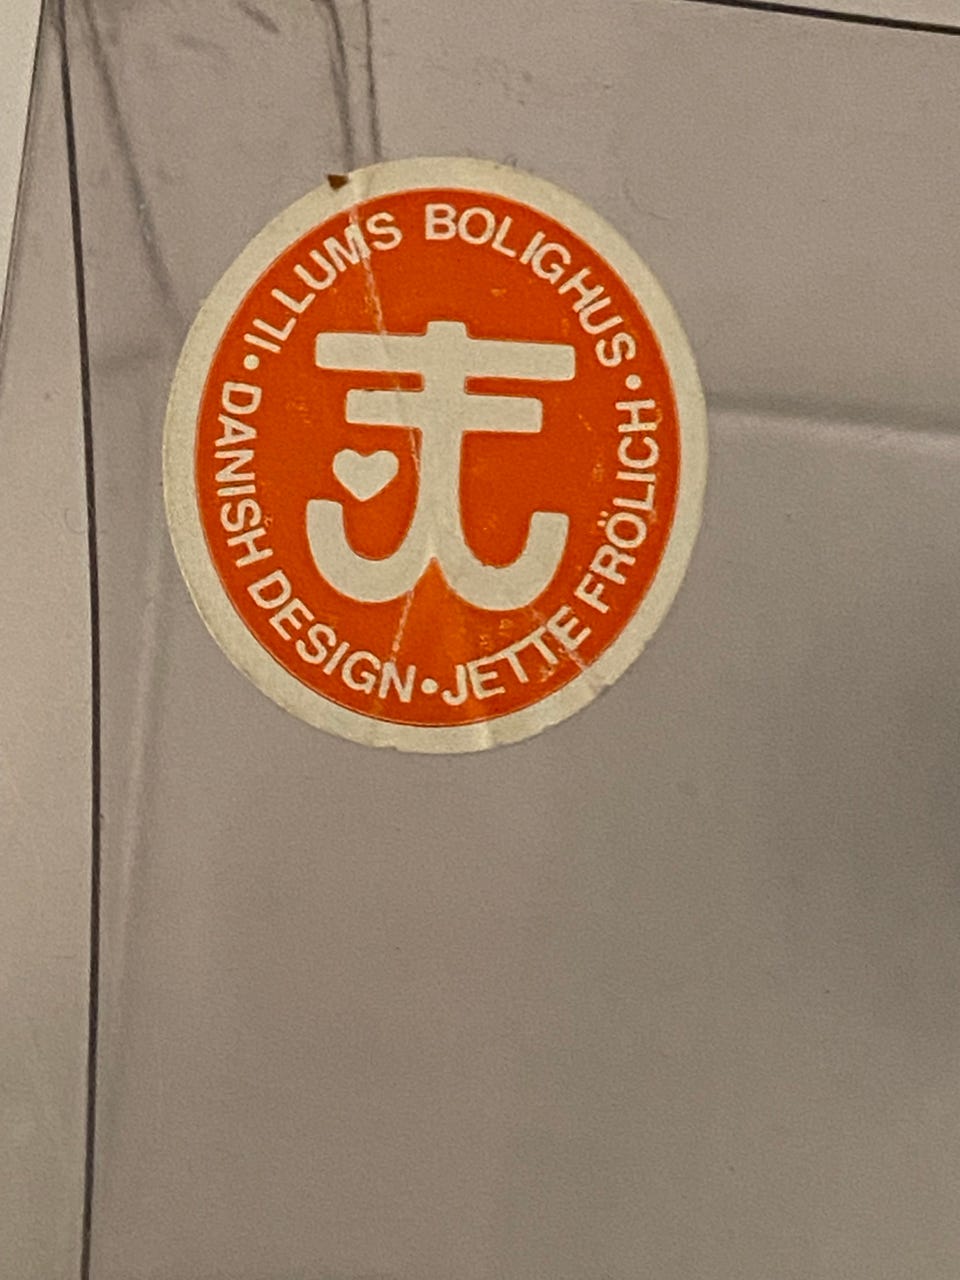 ILLUMS BOLIGHUS •
JETTE FRÖLICH •
DANISH DESIGN •